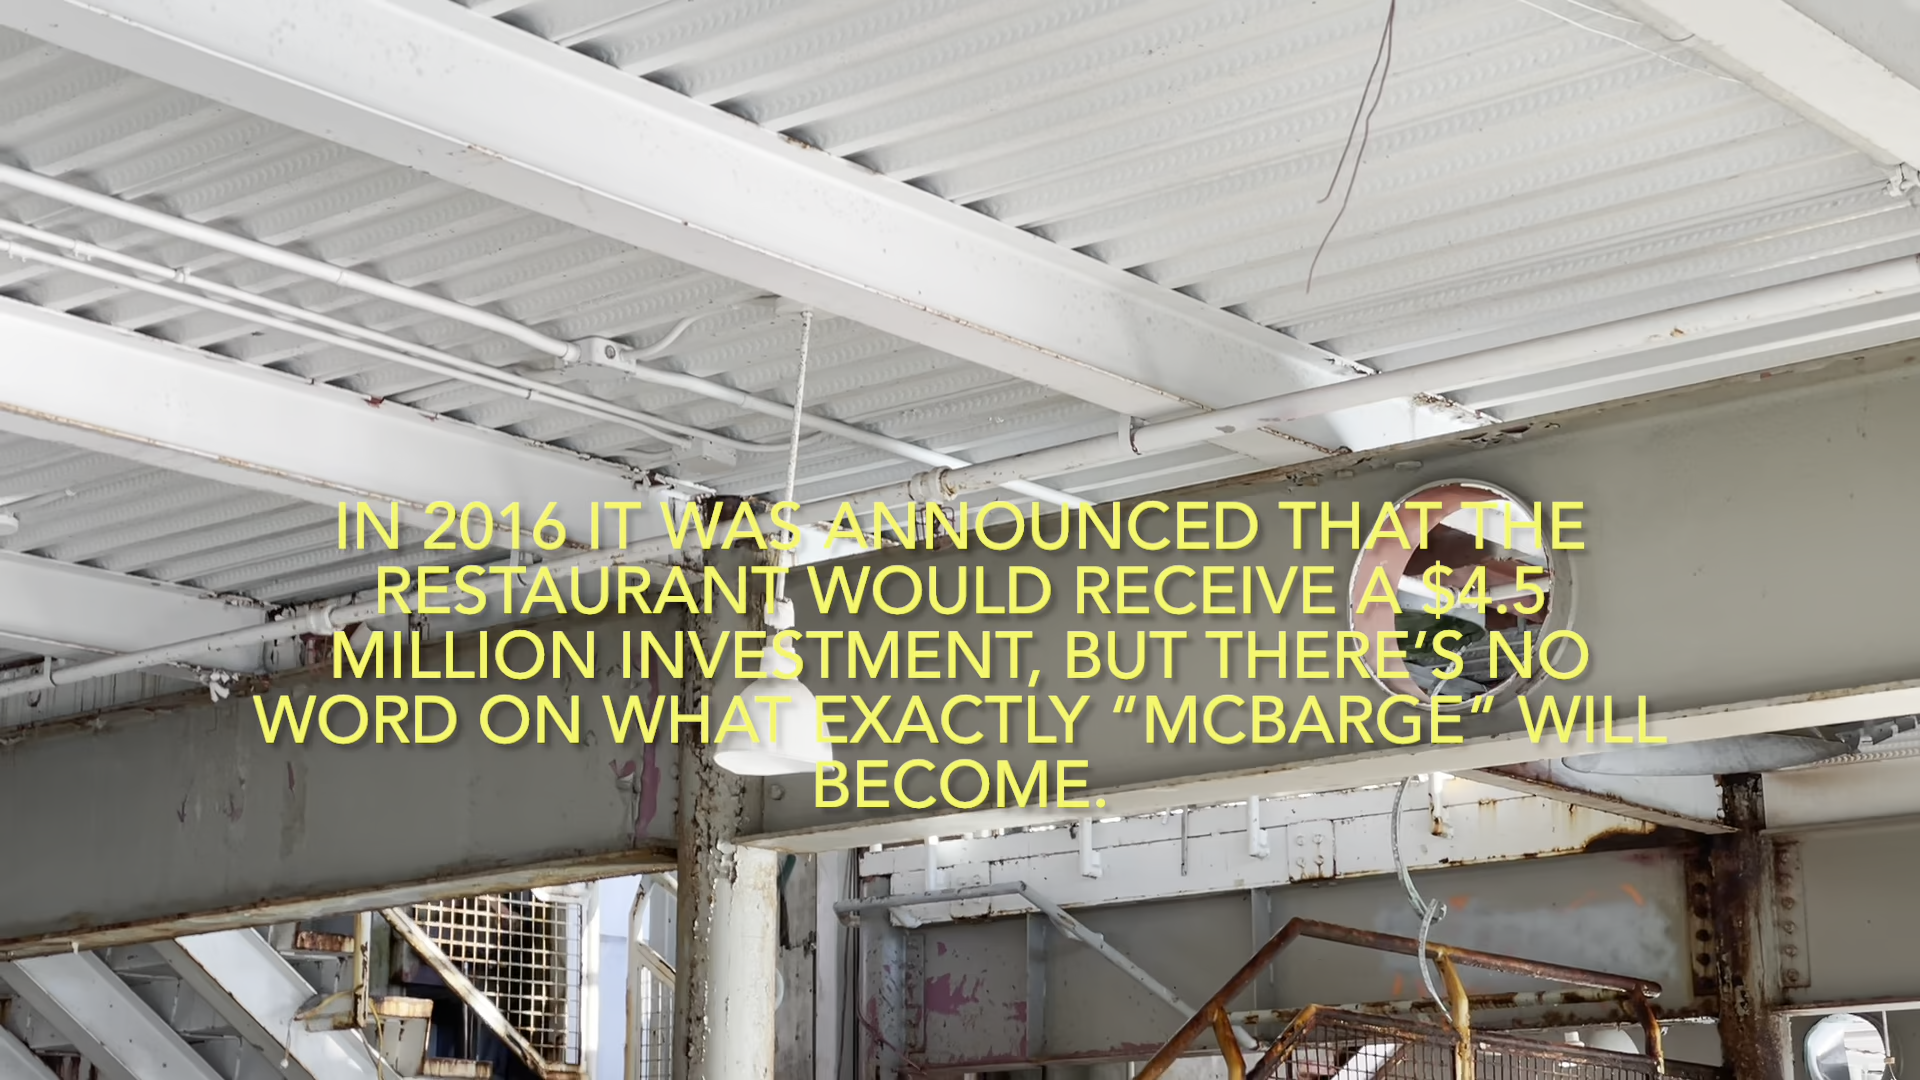 IN 2016 IT WAS ANNOUNCED THAT THE
RESTAURANT WOULD RECEIVE A $4.5
MILLION INVESTMENT, BUT THERE’S NO
WORD ON WHAT EXACTLY “MCBARGE” WILL
BECOME.